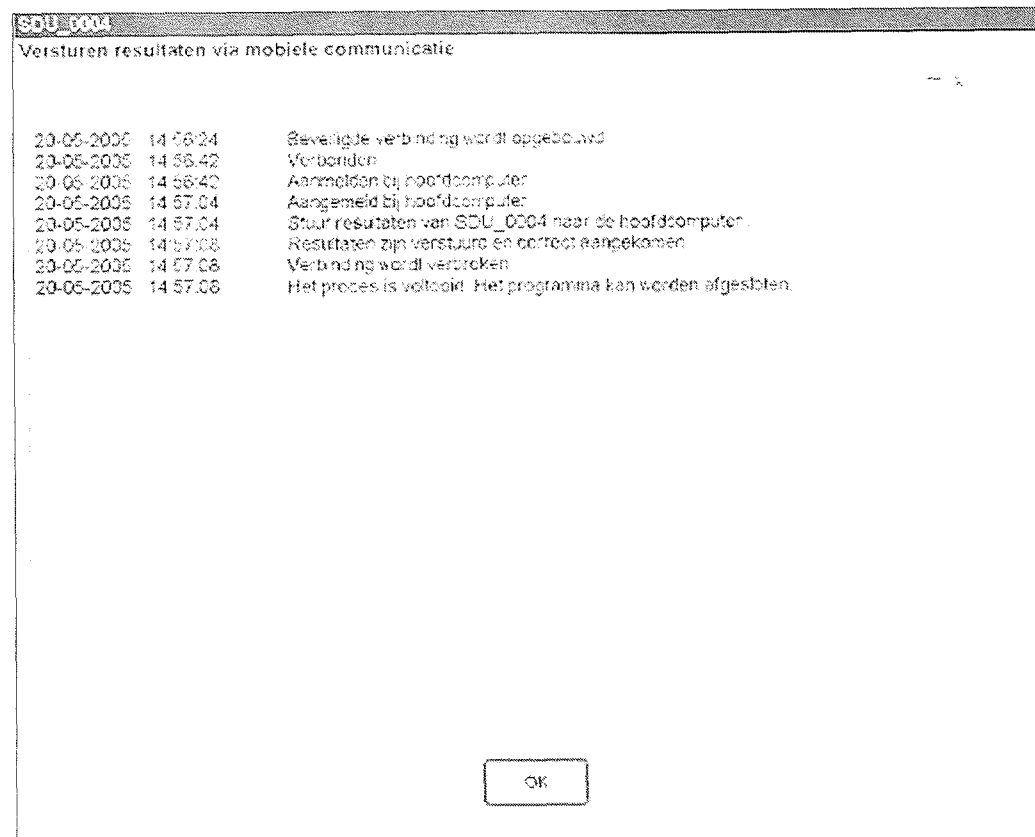 SDU_0004
Versturen resultaten via mobiele communicatie
20-05-2005 14:56:24 Beveiligde verbinding wordt opgebouwd
20-05-2005 14:56:42 Verbonden
20-05-2005 14:56:42 Aanmelden bij hoofdcomputer
20-05-2005 14:57:04 Aangemeld bij hoofdcomputer
20-05-2005 14:57:04 Stuur resultaten van SDU_0004 naar de hoofdcomputer.
20-05-2005 14:57:08 Resultaten zijn verstuurd en correct aangekomen
20-05-2005 14:57:08 Verbinding wordt verbroken
20-05-2005 14:57:08 Het proces is voltooid. Het programma kan worden afgesloten.
OK